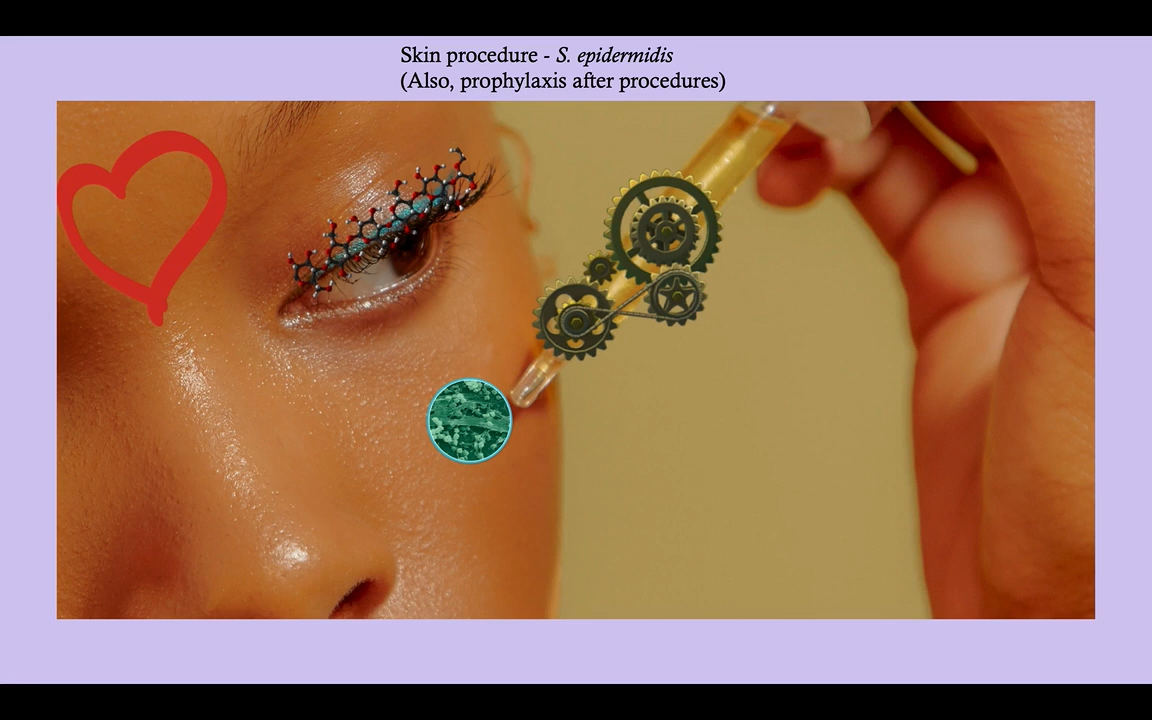 Skin procedure - S. epidermidis
(Also, prophylaxis after procedures)